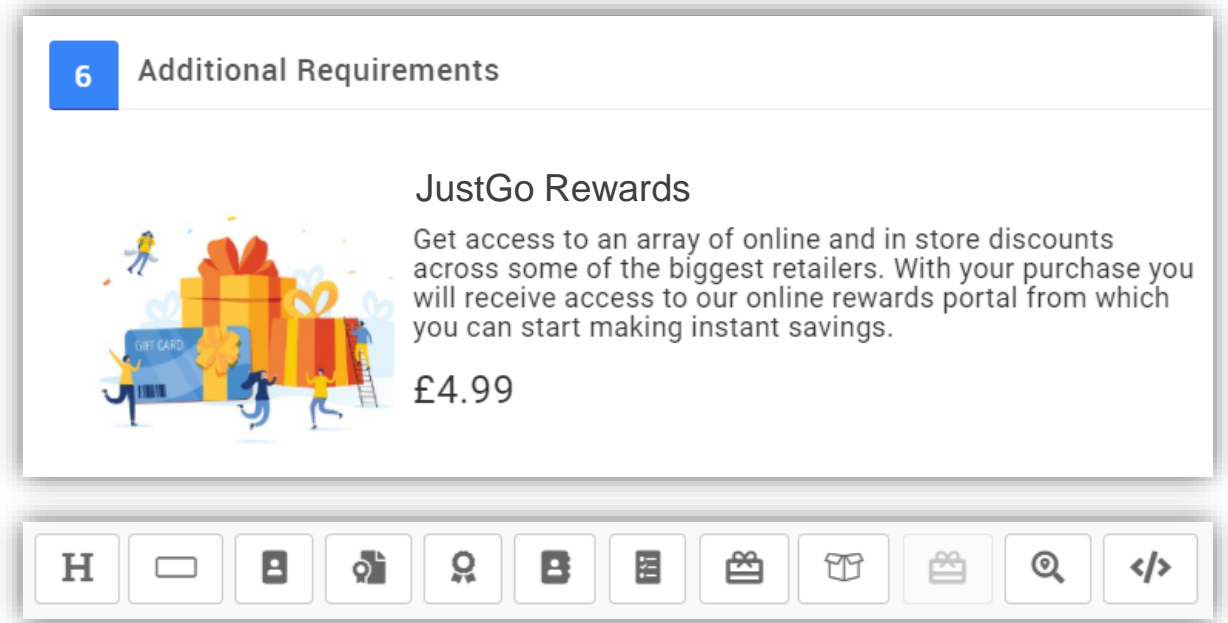 6
Additional Requirements
JustGo Rewards
Get access to an array of online and in store discounts
across some of the biggest retailers. With your purchase you
will receive access to our online rewards portal from which
you can start making instant savings.
GIFT CARD
£4.99
H
</>